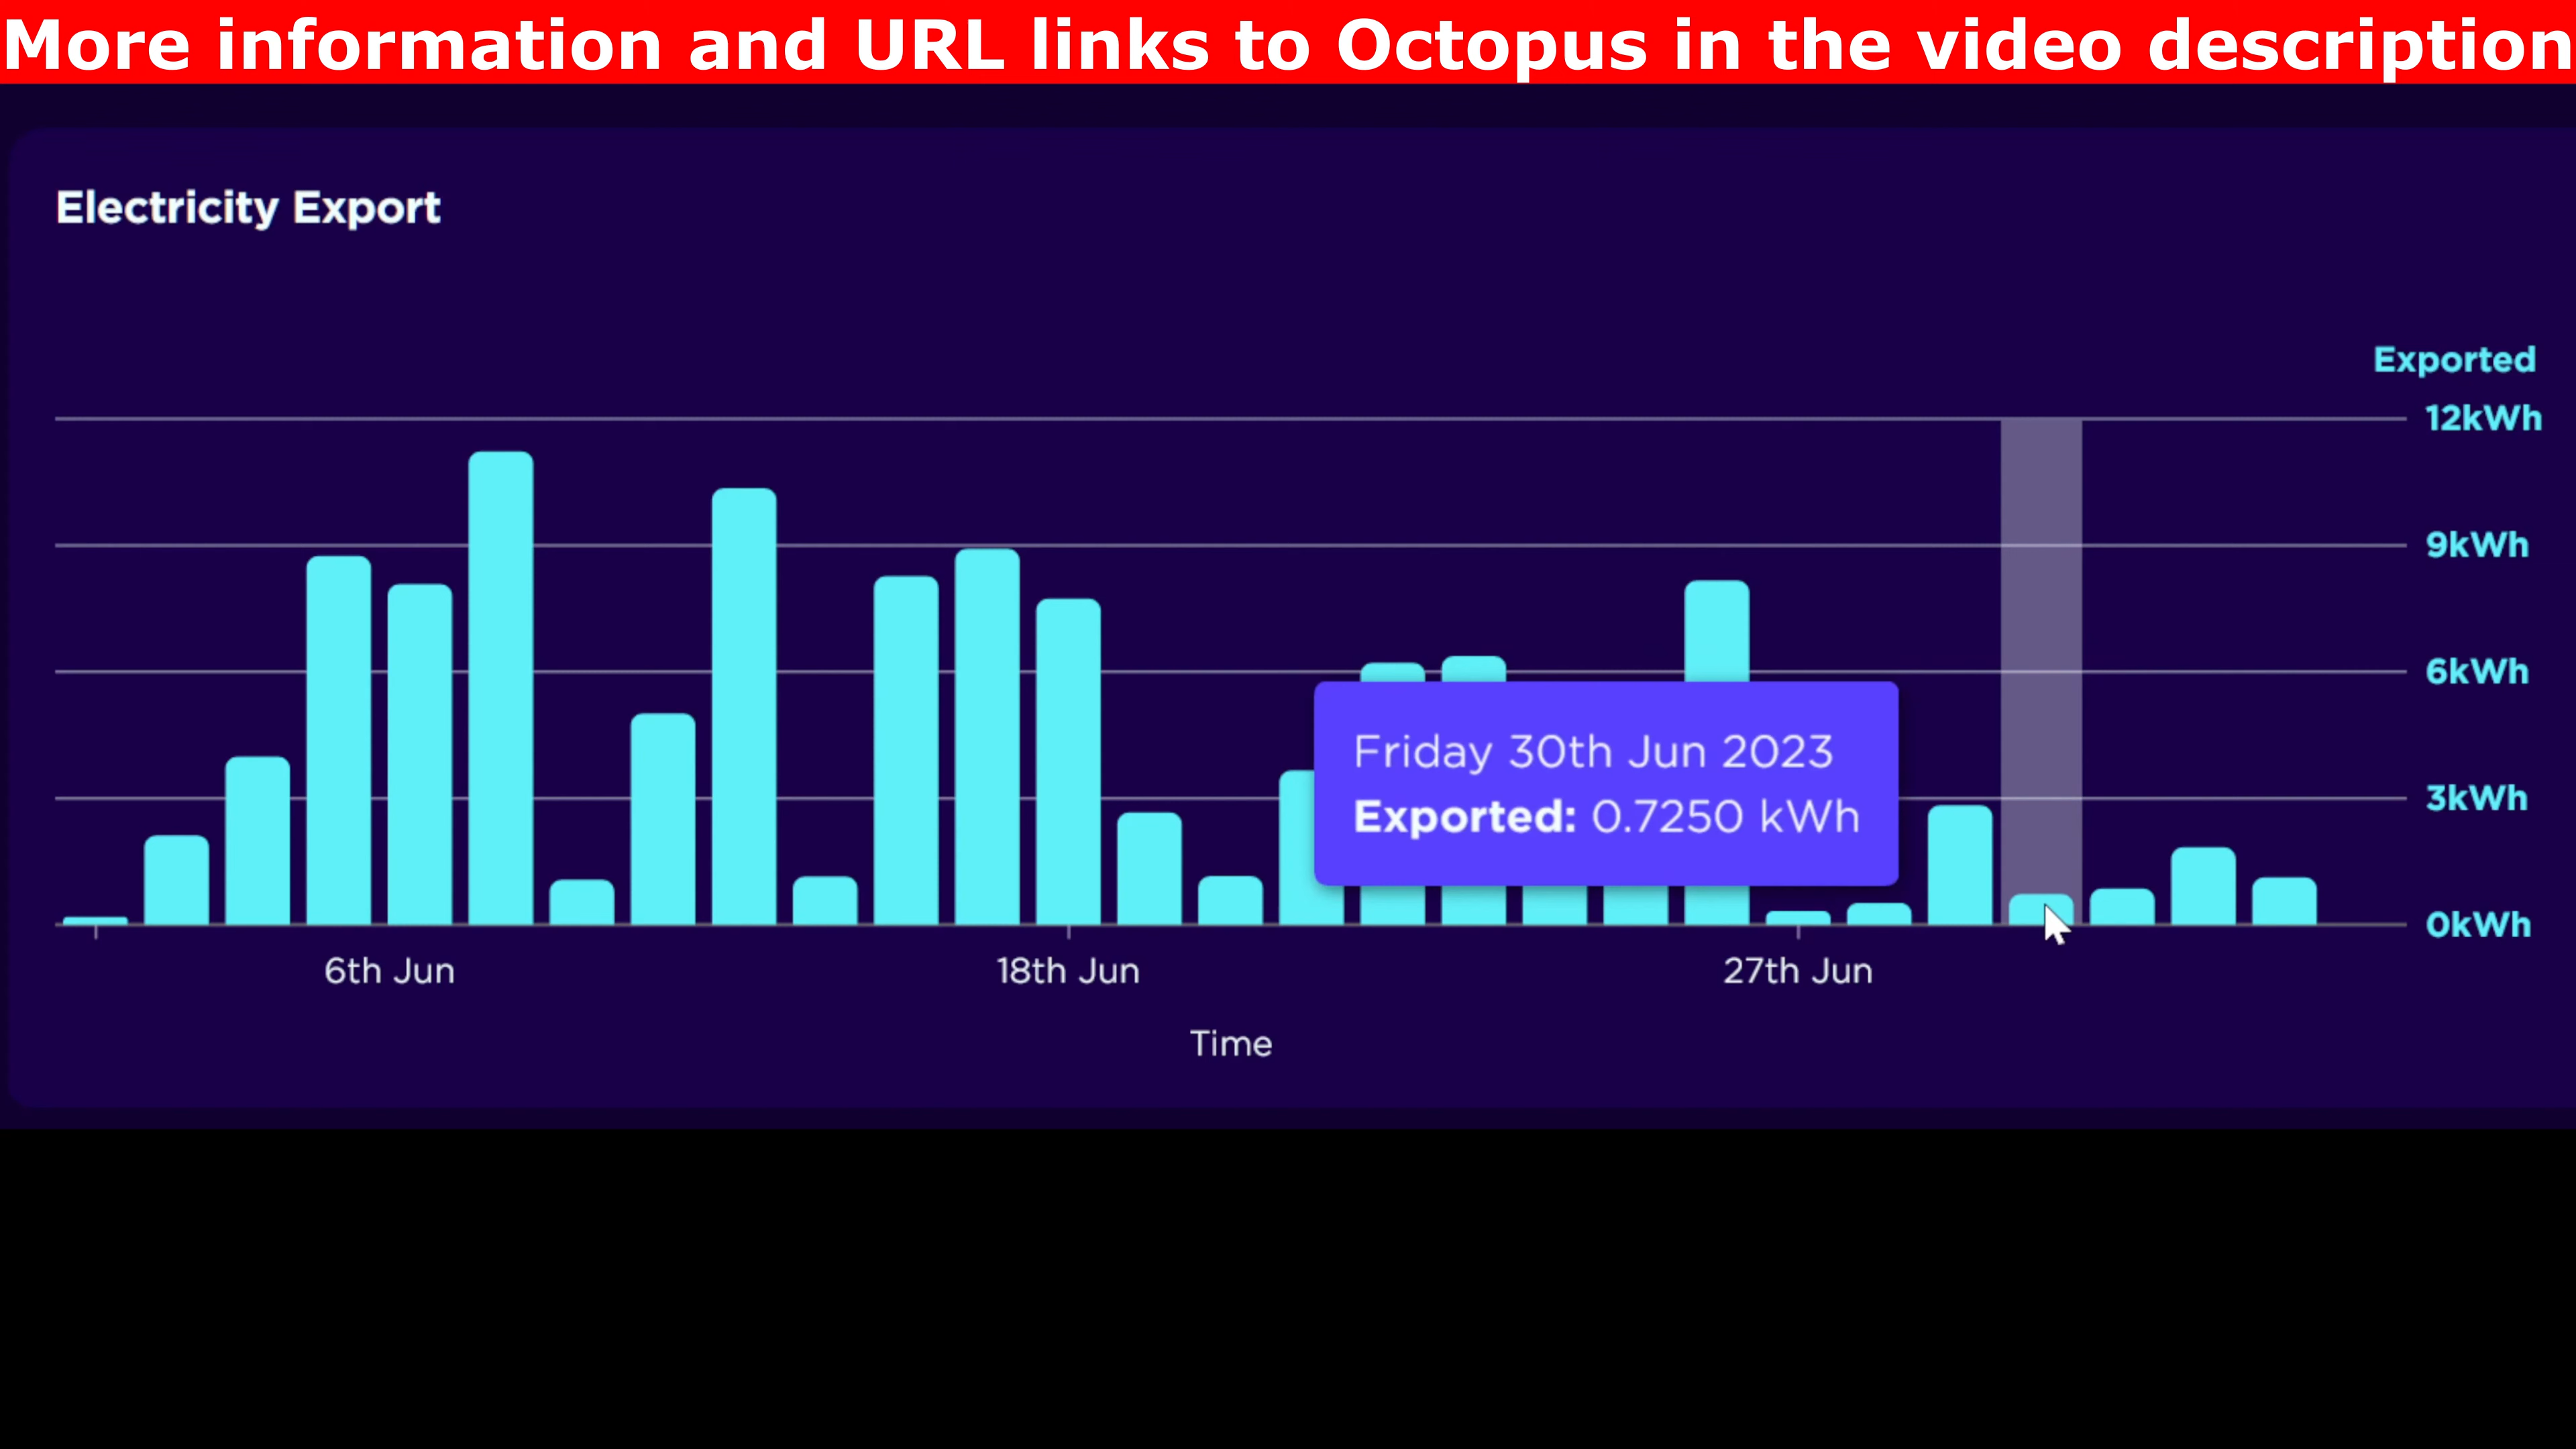 More information and URL links to Octopus in the video description
Electricity Export
Exported
12kWh
9kWh
6kWh
3kWh
0kWh
Friday 30th Jun 2023
Exported: 0.7250 kWh
6th Jun
18th Jun
27th Jun
Time